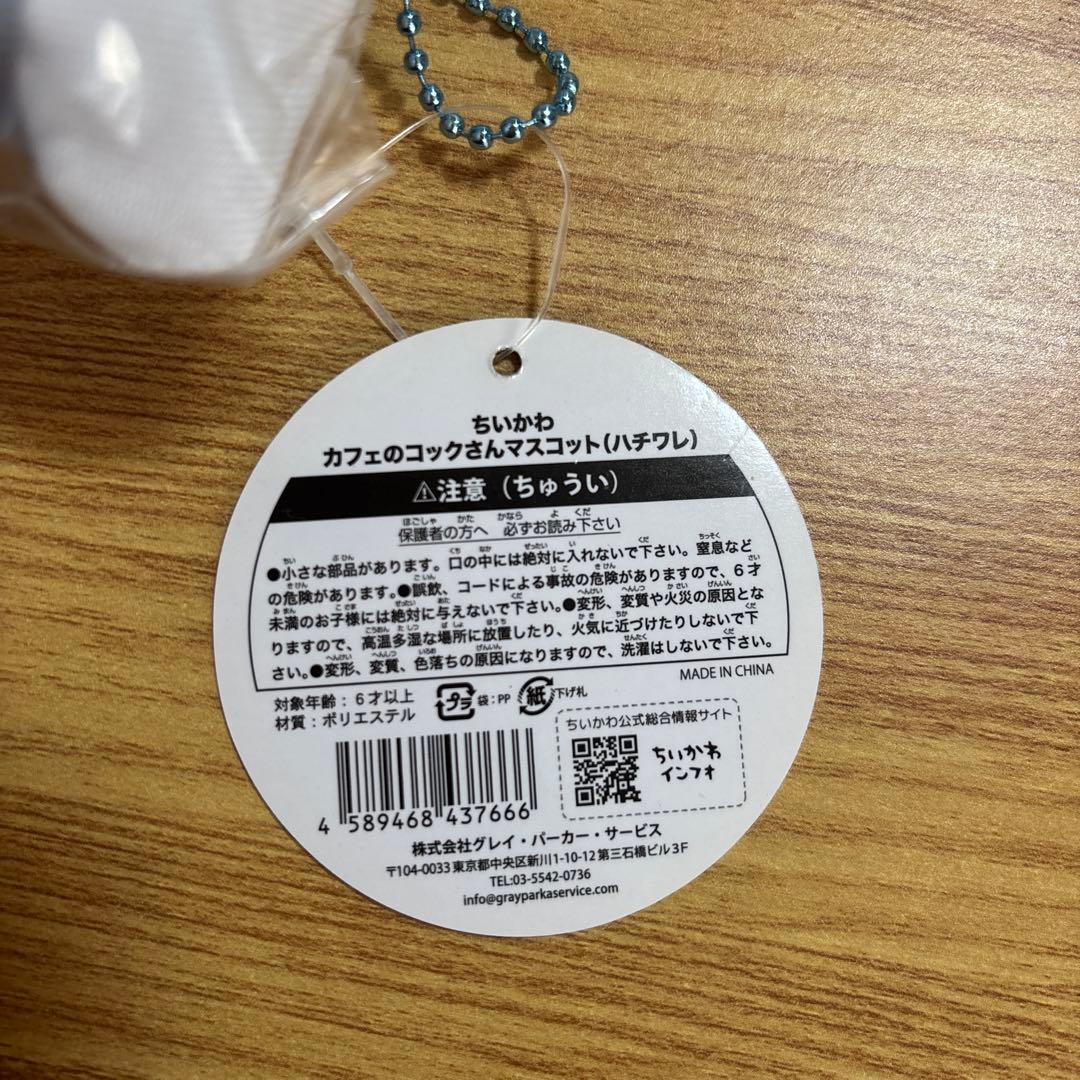 ちいかわ
カフェのコックさんマスコット(ハチワレ)
⚠注意(ちゅうい)
保護者の方へ 必ずお読み下さい
●小さな部品があります。口の中には絶対に入れないで下さい。窒息など
の危険があります。●誤飲、コードによる事故の危険がありますので、6才
未満のお子様には絶対に与えないで下さい。●変形、変質や火災の原因とな
りますので、高温多湿な場所に放置したり、火気に近づけたりしないで下
さい。●変形、変質、色落ちの原因になりますので、洗濯はしないで下さい。
MADE IN CHINA
対象年齢:6才以上
材質:ポリエステル
プラ 袋:PP 紙 下げ札
ちいかわ公式総合情報サイト
ちいかわ
インフォ
4 589468 437666
株式会社グレイ・パーカー・サービス
〒104-0033 東京都中央区新川1-10-12 第三石橋ビル3F
TEL:03-5542-0736
info@grayparkaservice.com